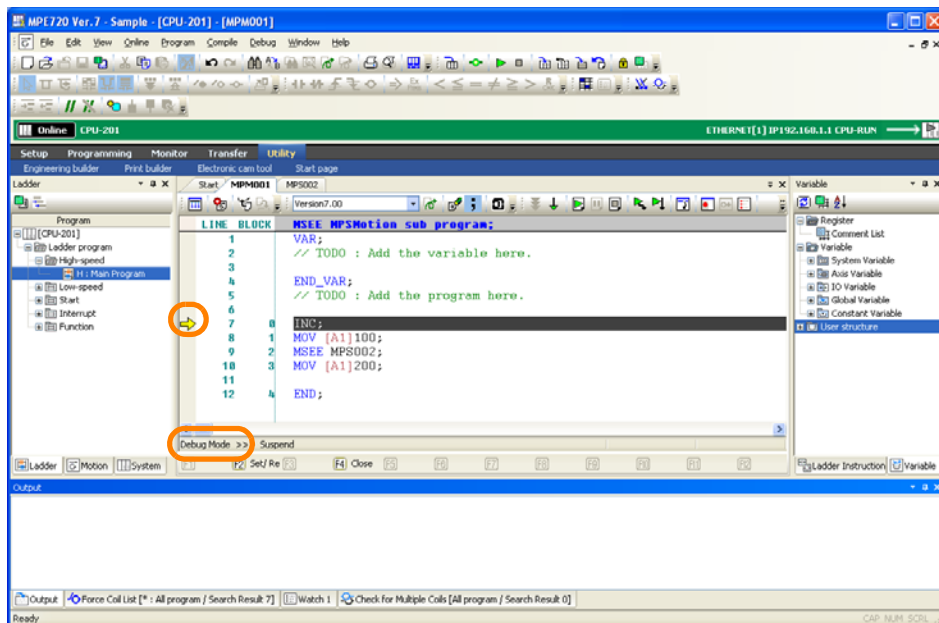 MPE720 Ver.7 - Sample - [CPU-201] - [MPM001]
File Edit View Online Program Compile Debug Window Help
Online CPU-201 ETHERNET[1] IP192.168.1.1 CPU-RUN
Setup Programming Monitor Transfer Utility
Engineering builder Print builder Electronic cam tool Start page
Ladder
Start MPM001 MPS002
Variable
Version7.00
Program
[CPU-201]
Ladder program
High-speed
H : Main Program
Low-speed
Start
Interrupt
Function
LINE BLOCK MSEE MPSMotion sub program;
1 VAR;
2 // TODO : Add the variable here.
3
4 END_VAR;
5 // TODO : Add the program here.
6
7 0 INC;
8 1 MOV [A1]100;
9 2 MSEE MPS002;
10 3 MOV [A1]200;
11
12 4 END;
Register
Comment List
Variable
System Variable
Axis Variable
IO Variable
Global Variable
Constant Variable
User structure
Debug Mode >> Suspend
Ladder Motion System
F1 F2 Set/ Re F3 F4 Close F5 F6 F7 F8 F9
Ladder Instruction Variable
Output
Output Force Coil List [* : All program / Search Result 7] Watch 1 Check for Multiple Coils [All program / Search Result 0]
Ready CAP NUM SCRL